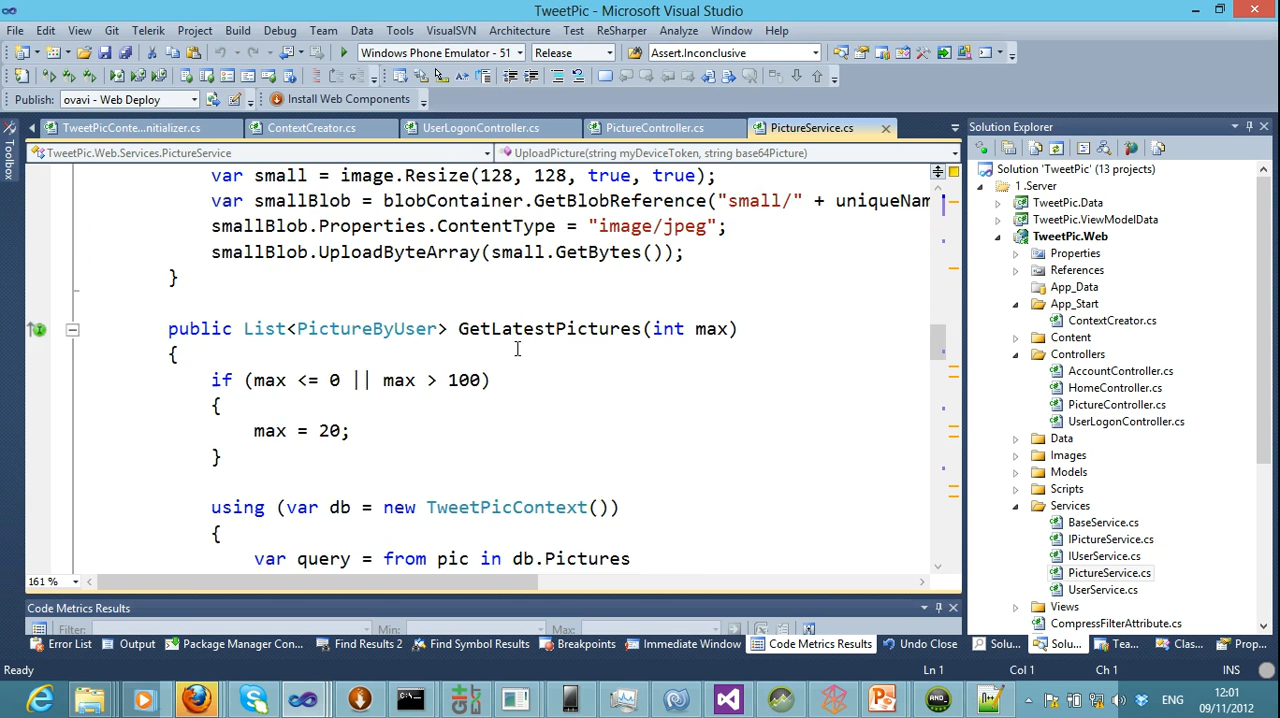 TweetPic - Microsoft Visual Studio
File Edit View Git Telerik Project Build Debug Team Data Tools VisualSVN Architecture Test ReSharper Analyze Window Help
Windows Phone Emulator - 51 Release Assert.Inconclusive
Publish: ovavi - Web Deploy Install Web Components
TweetPicConte...nitializer.cs ContextCreator.cs UserLogonController.cs PictureController.cs PictureService.cs
Toolbox
TweetPic.Web.Services.PictureService UploadPicture(string myDeviceToken, string base64Picture)
var small = image.Resize(128, 128, true, true);
var smallBlob = blobContainer.GetBlobReference("small/" + uniqueNam
smallBlob.Properties.ContentType = "image/jpeg";
smallBlob.UploadByteArray(small.GetBytes());
}
public List<PictureByUser> GetLatestPictures(int max)
{
if (max <= 0 || max > 100)
{
max = 20;
}
using (var db = new TweetPicContext())
{
var query = from pic in db.Pictures
161 %
Code Metrics Results
Filter: Min: Max:
Error List Output Package Manager Con... Find Results 2 Find Symbol Results Breakpoints Immediate Window Code Metrics Results Undo Close
Solution Explorer
Solution 'TweetPic' (13 projects)
1 .Server
TweetPic.Data
TweetPic.ViewModelData
TweetPic.Web
Properties
References
App_Data
App_Start
ContextCreator.cs
Content
Controllers
AccountController.cs
HomeController.cs
PictureController.cs
UserLogonController.cs
Data
Images
Models
Scripts
Services
BaseService.cs
IPictureService.cs
IUserService.cs
PictureService.cs
UserService.cs
Views
CompressFilterAttribute.cs
Solu... Solu... Tea... Clas... Prop...
Ready Ln 1 Col 1 Ch 1 INS
ENG
12:01
09/11/2012